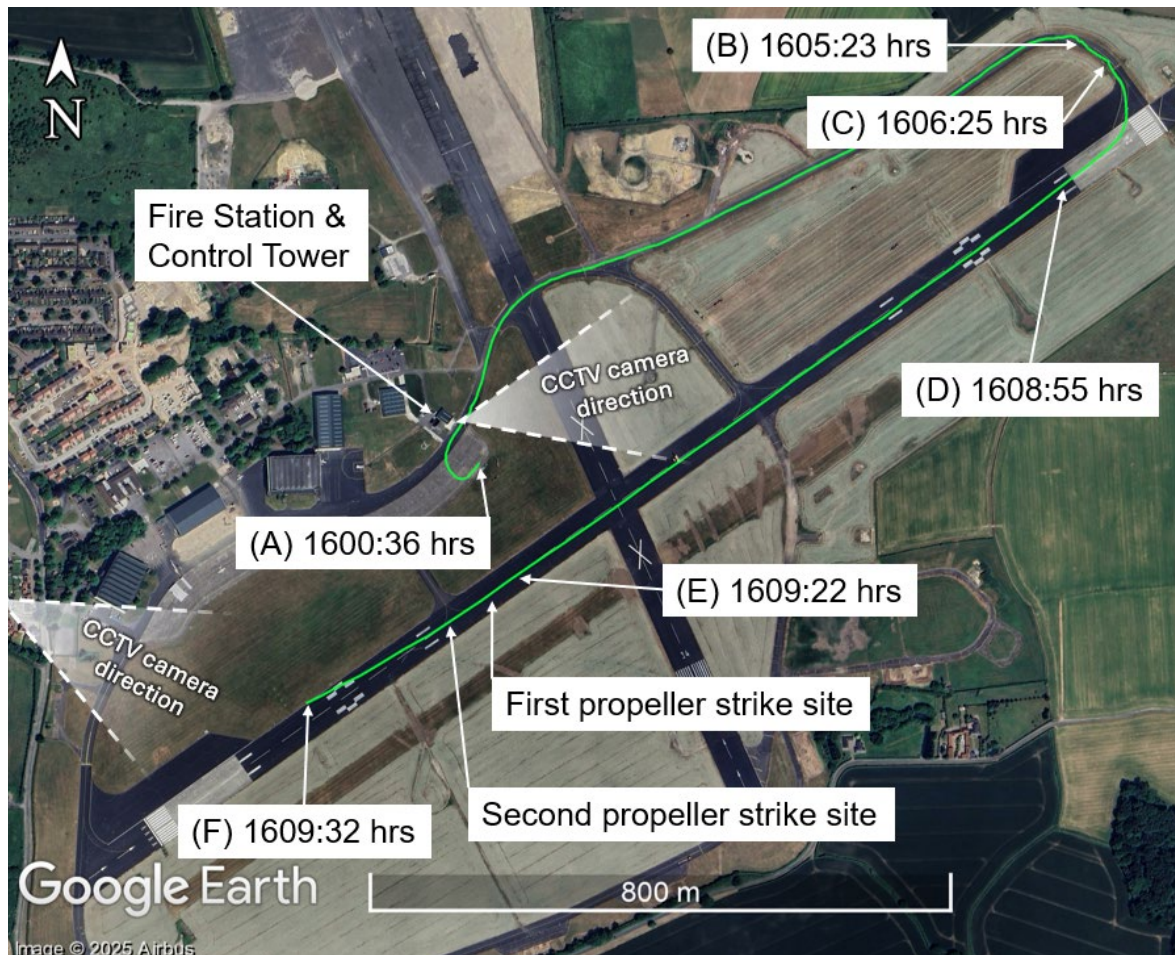 (B) 1605:23 hrs
N
(C) 1606:25 hrs
Fire Station &
Control Tower
CCTV camera
direction
(D) 1608:55 hrs
(A) 1600:36 hrs
(E) 1609:22 hrs
CCTV camera
direction
First propeller strike site
Second propeller strike site
(F) 1609:32 hrs
Google Earth
800 m
Image © 2025 Airbus